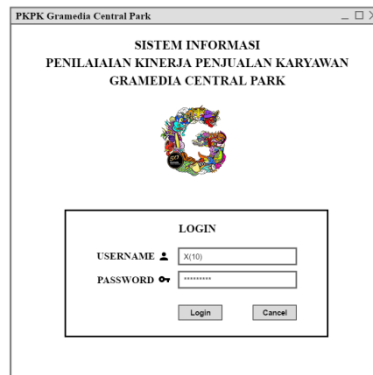 PKPK Gramedia Central Park
SISTEM INFORMASI
PENILAIAIAN KINERJA PENJUALAN KARYAWAN
GRAMEDIA CENTRAL PARK
LOGIN
USERNAME X(10)
PASSWORD *********
Login Cancel